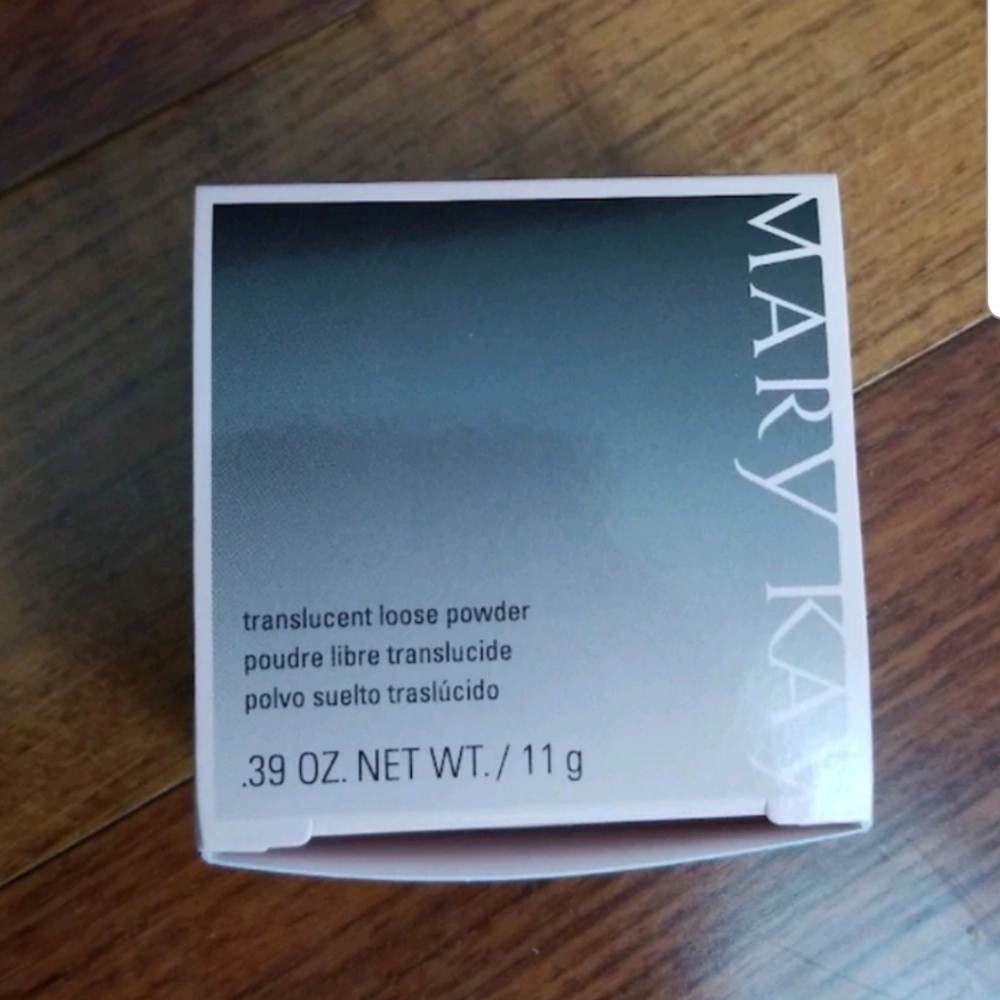 MARY KAY
translucent loose powder
poudre libre translucide
polvo suelto traslúcido
.39 OZ. NET WT. / 11 g